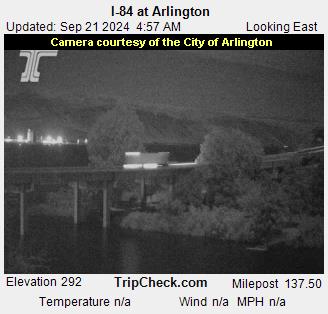 I-84 at Arlington
Updated: Sep 21 2024 4:57 AM Looking East
Camera courtesy of the City of Arlington
Elevation 292 TripCheck.com Milepost 137.50
Temperature n/a Wind n/a MPH n/a